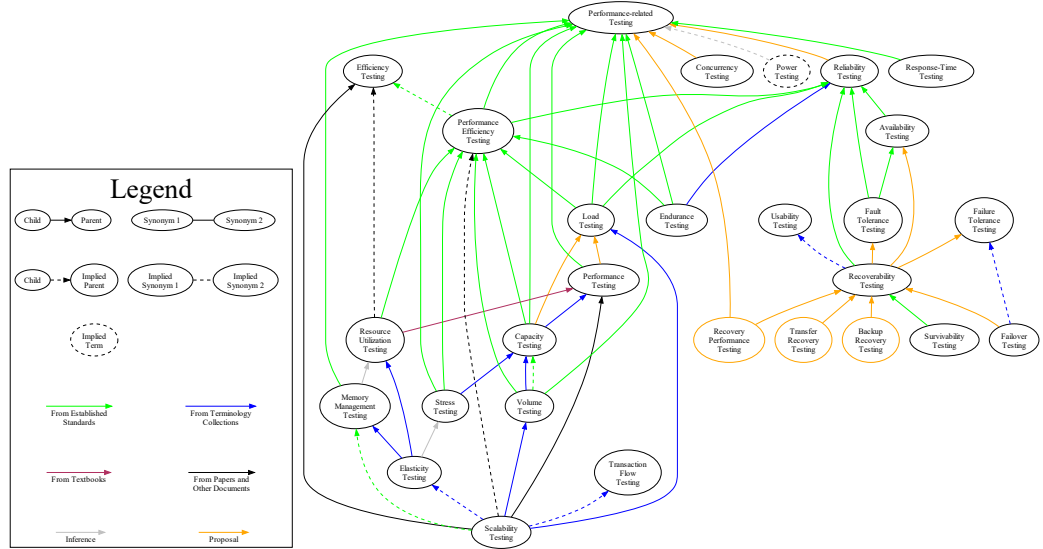 Performance-related
Testing
Efficiency
Testing
Concurrency
Testing
Power
Testing
Reliability
Testing
Response-Time
Testing
Performance
Efficiency
Testing
Availability
Testing
Legend
Child
Parent
Synonym 1
Synonym 2
Load
Testing
Endurance
Testing
Usability
Testing
Fault
Tolerance
Testing
Failure
Tolerance
Testing
Child
Implied
Parent
Implied
Synonym 1
Implied
Synonym 2
Performance
Testing
Recoverability
Testing
Implied
Term
Resource
Utilization
Testing
Capacity
Testing
Recovery
Performance
Testing
Transfer
Recovery
Testing
Backup
Recovery
Testing
Survivability
Testing
Failover
Testing
From Established
Standards
From Terminology
Collections
Memory
Management
Testing
Stress
Testing
Volume
Testing
From Textbooks
From Papers and
Other Documents
Elasticity
Testing
Transaction
Flow
Testing
Inference
Proposal
Scalability
Testing